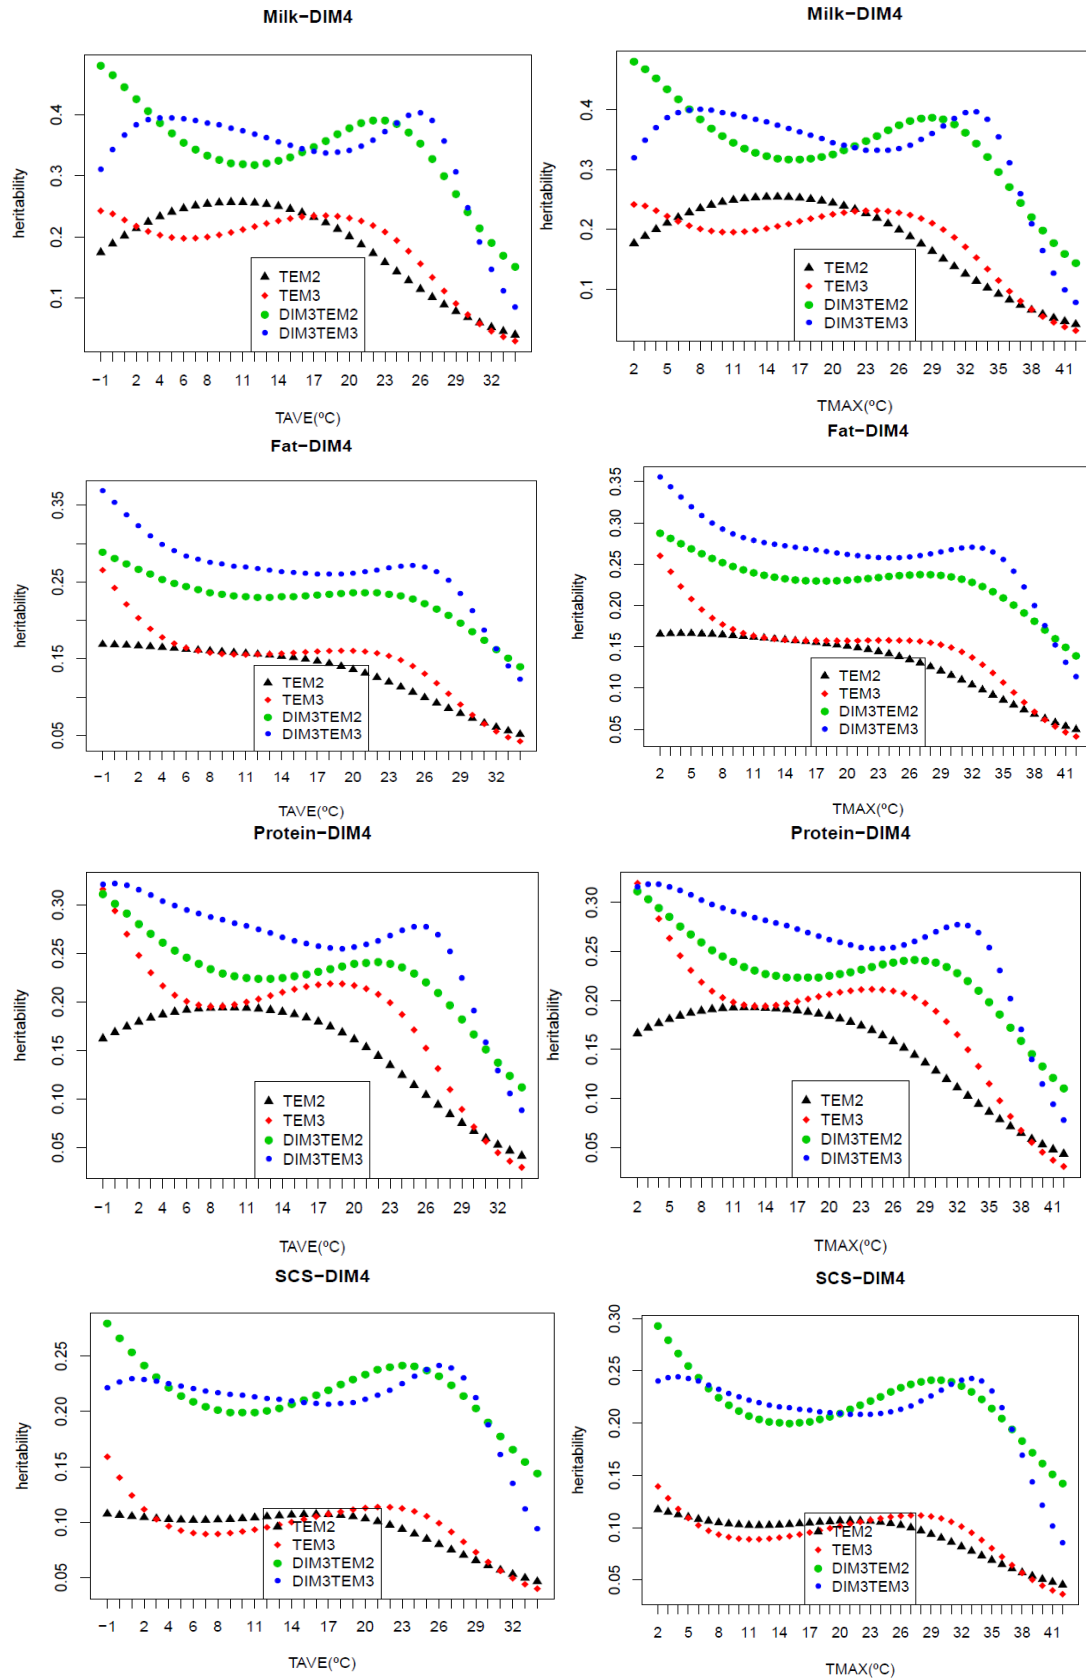 Milk−DIM4
heritability
0.4
0.3
0.2
0.1
TEM2
TEM3
DIM3TEM2
DIM3TEM3
−1 2 5 8 11 14 17 20 23 26 29 32
TAVE(ºC)
Milk−DIM4
heritability
0.4
0.3
0.2
0.1
TEM2
TEM3
DIM3TEM2
DIM3TEM3
2 5 8 11 14 17 20 23 26 29 32 35 38 41
TMAX(ºC)
Fat−DIM4
heritability
0.35
0.25
0.15
0.05
TEM2
TEM3
DIM3TEM2
DIM3TEM3
−1 2 4 6 8 11 14 17 20 23 26 29 32
TAVE(ºC)
Fat−DIM4
heritability
0.35
0.30
0.25
0.20
0.15
0.10
0.05
TEM2
TEM3
DIM3TEM2
DIM3TEM3
2 5 8 11 14 17 20 23 26 29 32 35 38 41
TMAX(ºC)
Protein−DIM4
heritability
0.30
0.25
0.20
0.15
0.10
0.05
TEM2
TEM3
DIM3TEM2
DIM3TEM3
−1 2 4 6 8 11 14 17 20 23 26 29 32
TAVE(ºC)
Protein−DIM4
heritability
0.30
0.25
0.20
0.15
0.10
0.05
TEM2
TEM3
DIM3TEM2
DIM3TEM3
2 5 8 11 14 17 20 23 26 29 32 35 38 41
TMAX(ºC)
SCS−DIM4
heritability
0.25
0.20
0.15
0.10
0.05
TEM2
TEM3
DIM3TEM2
DIM3TEM3
−1 2 4 6 8 11 14 17 20 23 26 29 32
TAVE(ºC)
SCS−DIM4
heritability
0.30
0.25
0.20
0.15
0.10
0.05
TEM2
TEM3
DIM3TEM2
DIM3TEM3
2 5 8 11 14 17 20 23 26 29 32 35 38 41
TMAX(ºC)